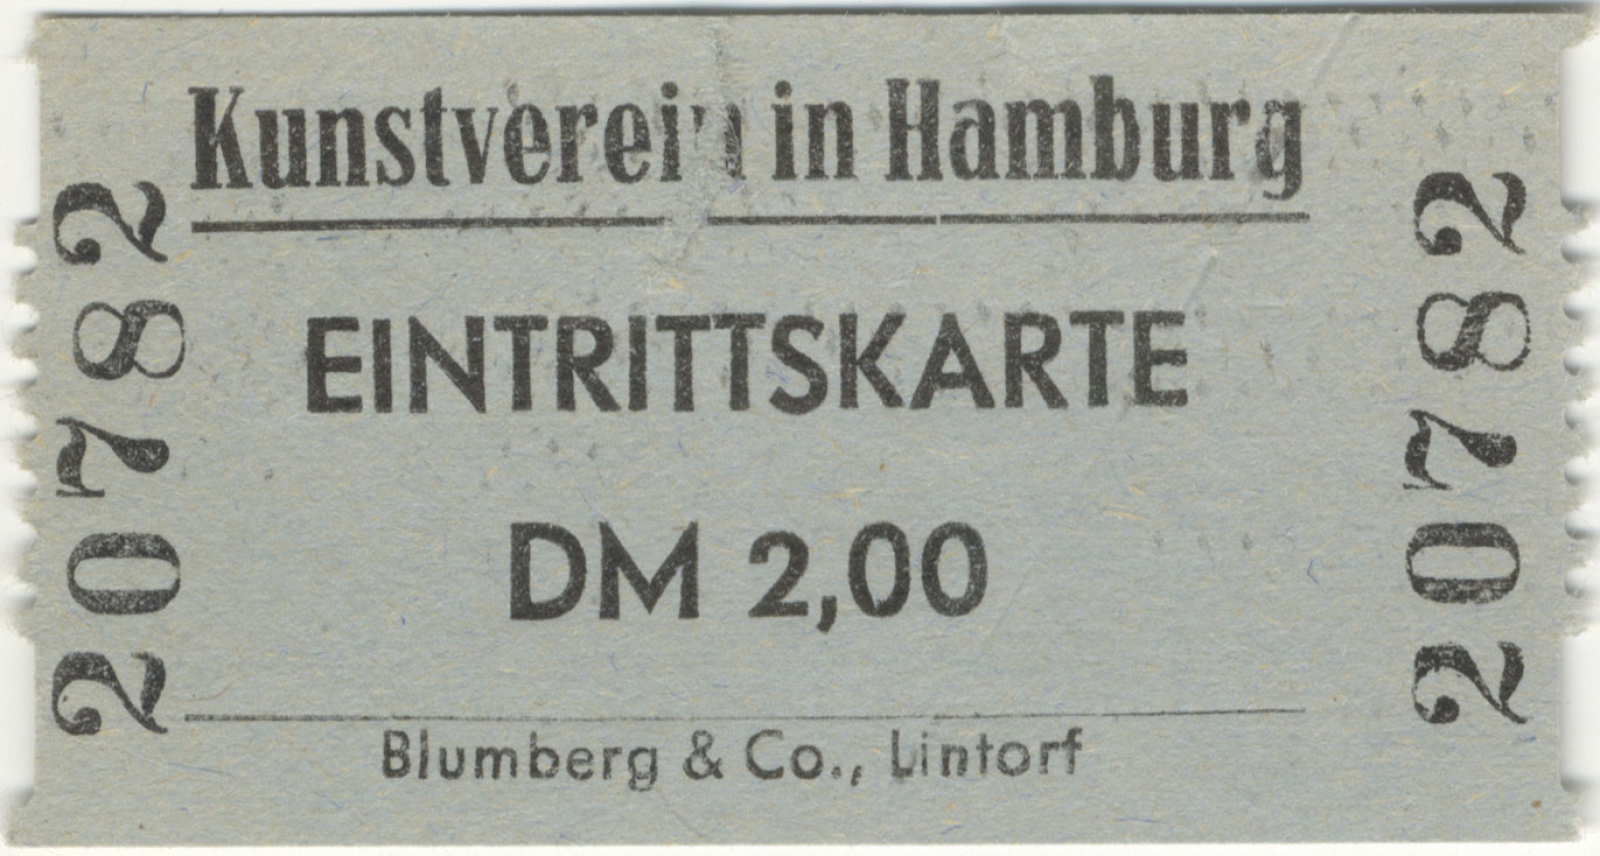 Kunstverein in Hamburg
EINTRITTSKARTE
DM 2,00
Blumberg & Co., Lintorf
20782
20782